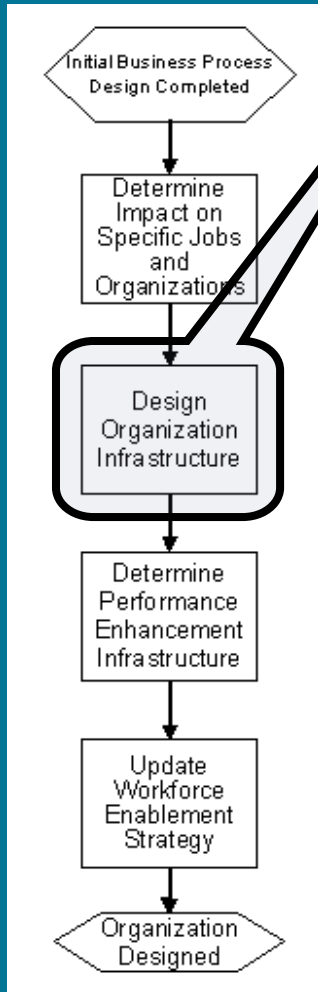 Initial Business Process
Design Completed
Determine
Impact on
Specific Jobs
and
Organizations
Design
Organization
Infrastructure
Determine
Performance
Enhancement
Infrastructure
Update
Workforce
Enablement
Strategy
Organization
Designed